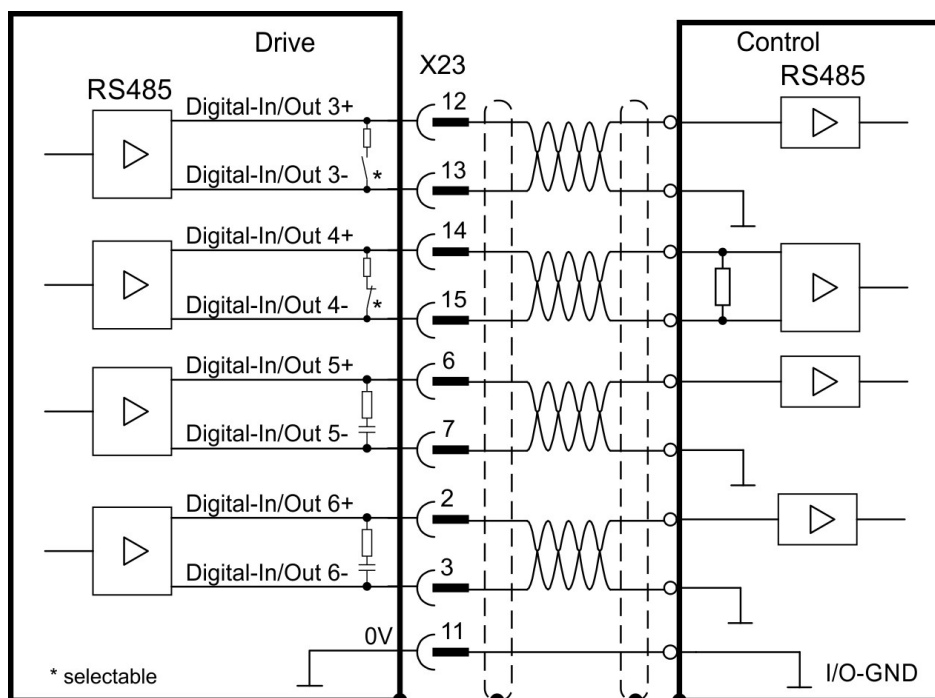 Drive
Control
X23
RS485
RS485
Digital-In/Out 3+
12
Digital-In/Out 3-
*
13
Digital-In/Out 4+
14
Digital-In/Out 4-
*
15
Digital-In/Out 5+
6
Digital-In/Out 5-
7
Digital-In/Out 6+
2
Digital-In/Out 6-
3
0V
11
* selectable
I/O-GND